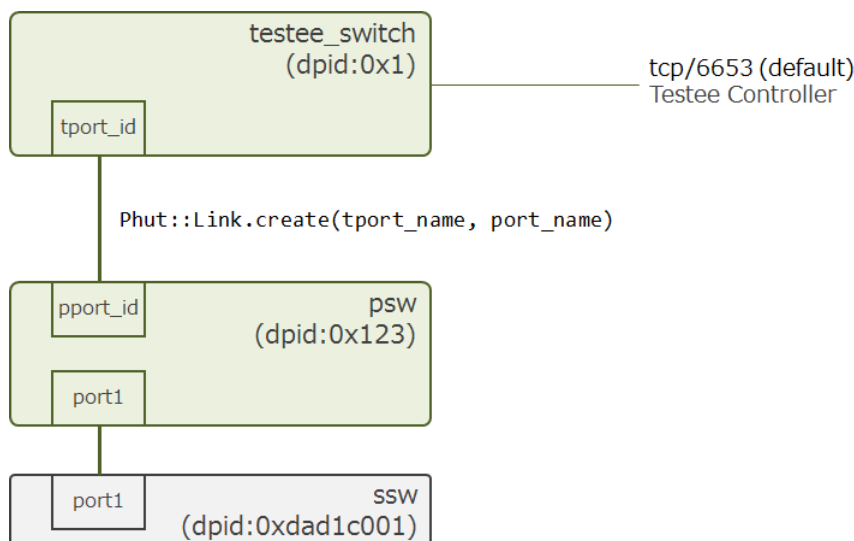 testee_switch
(dpid:0x1)
tcp/6653 (default)
Testee Controller
tport_id
Phut::Link.create(tport_name, port_name)
pport_id
psw
(dpid:0x123)
port1
port1
ssw
(dpid:0xdad1c001)